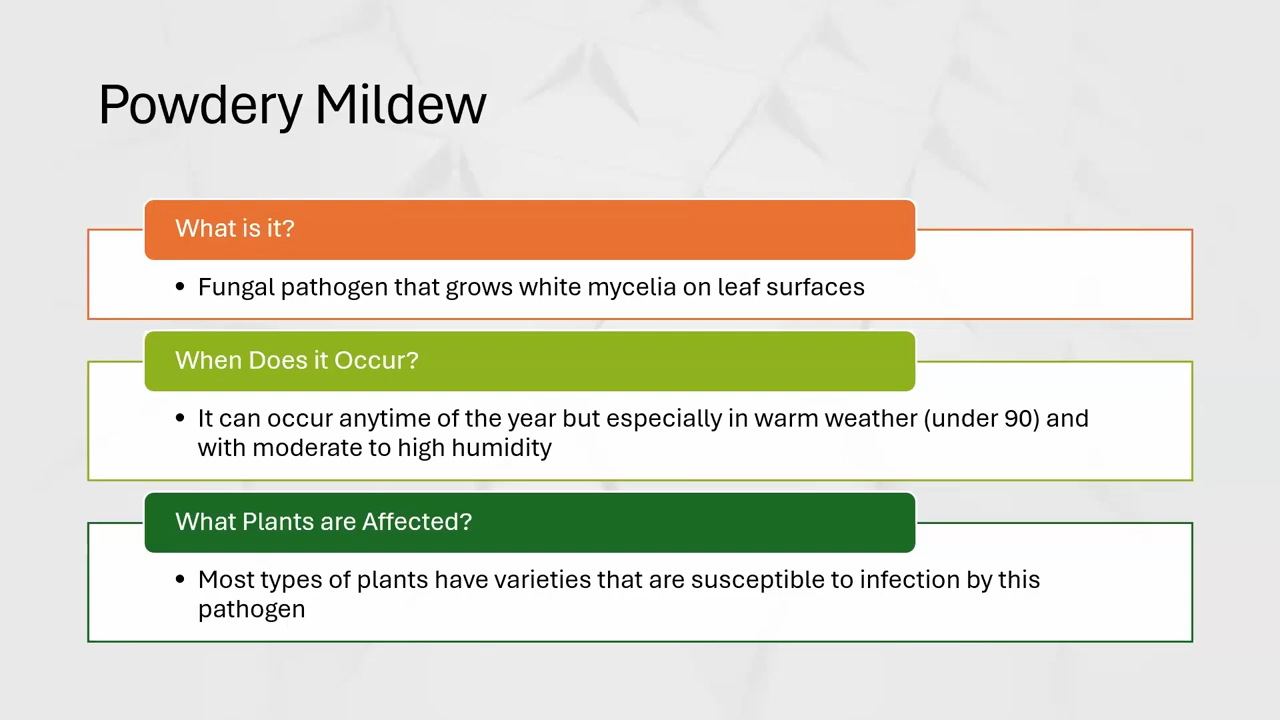 Powdery Mildew
What is it?
• Fungal pathogen that grows white mycelia on leaf surfaces
When Does it Occur?
• It can occur anytime of the year but especially in warm weather (under 90) and
with moderate to high humidity
What Plants are Affected?
• Most types of plants have varieties that are susceptible to infection by this
pathogen